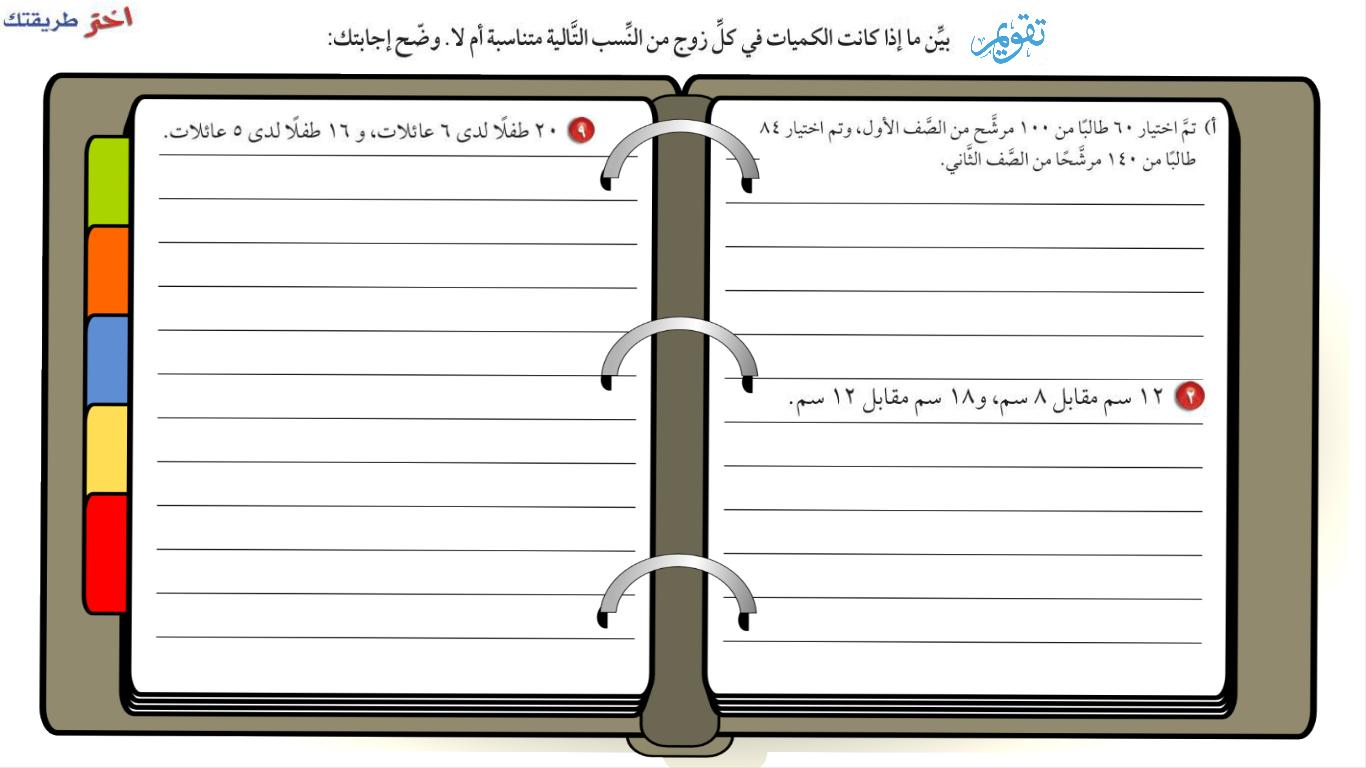 اختر طريقتك
تقويم بيِّن ما إذا كانت الكميات في كلِّ زوج من النِّسب التَّالية متناسبة أم لا. وضّح إجابتك:
أ) تمَّ اختيار ٦٠ طالبًا من ١٠٠ مرشَّح من الصَّف الأول، وتم اختيار ٨٤
طالبًا من ١٤٠ مرشَّحًا من الصَّف الثَّاني.
٢ ١٢ سم مقابل ٨ سم، و١٨ سم مقابل ١٢ سم.
٩ ٢٠ طفلًا لدى ٦ عائلات، و ١٦ طفلًا لدى ٥ عائلات.